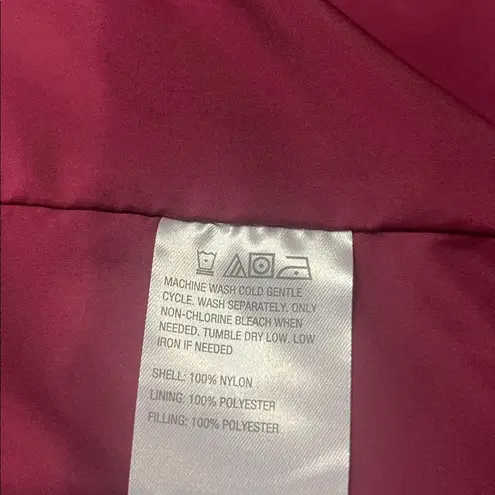 MACHINE WASH COLD GENTLE
CYCLE. WASH SEPARATELY. ONLY
NON-CHLORINE BLEACH WHEN
NEEDED. TUMBLE DRY LOW. LOW
IRON IF NEEDED
SHELL: 100% NYLON
LINING: 100% POLYESTER
FILLING: 100% POLYESTER